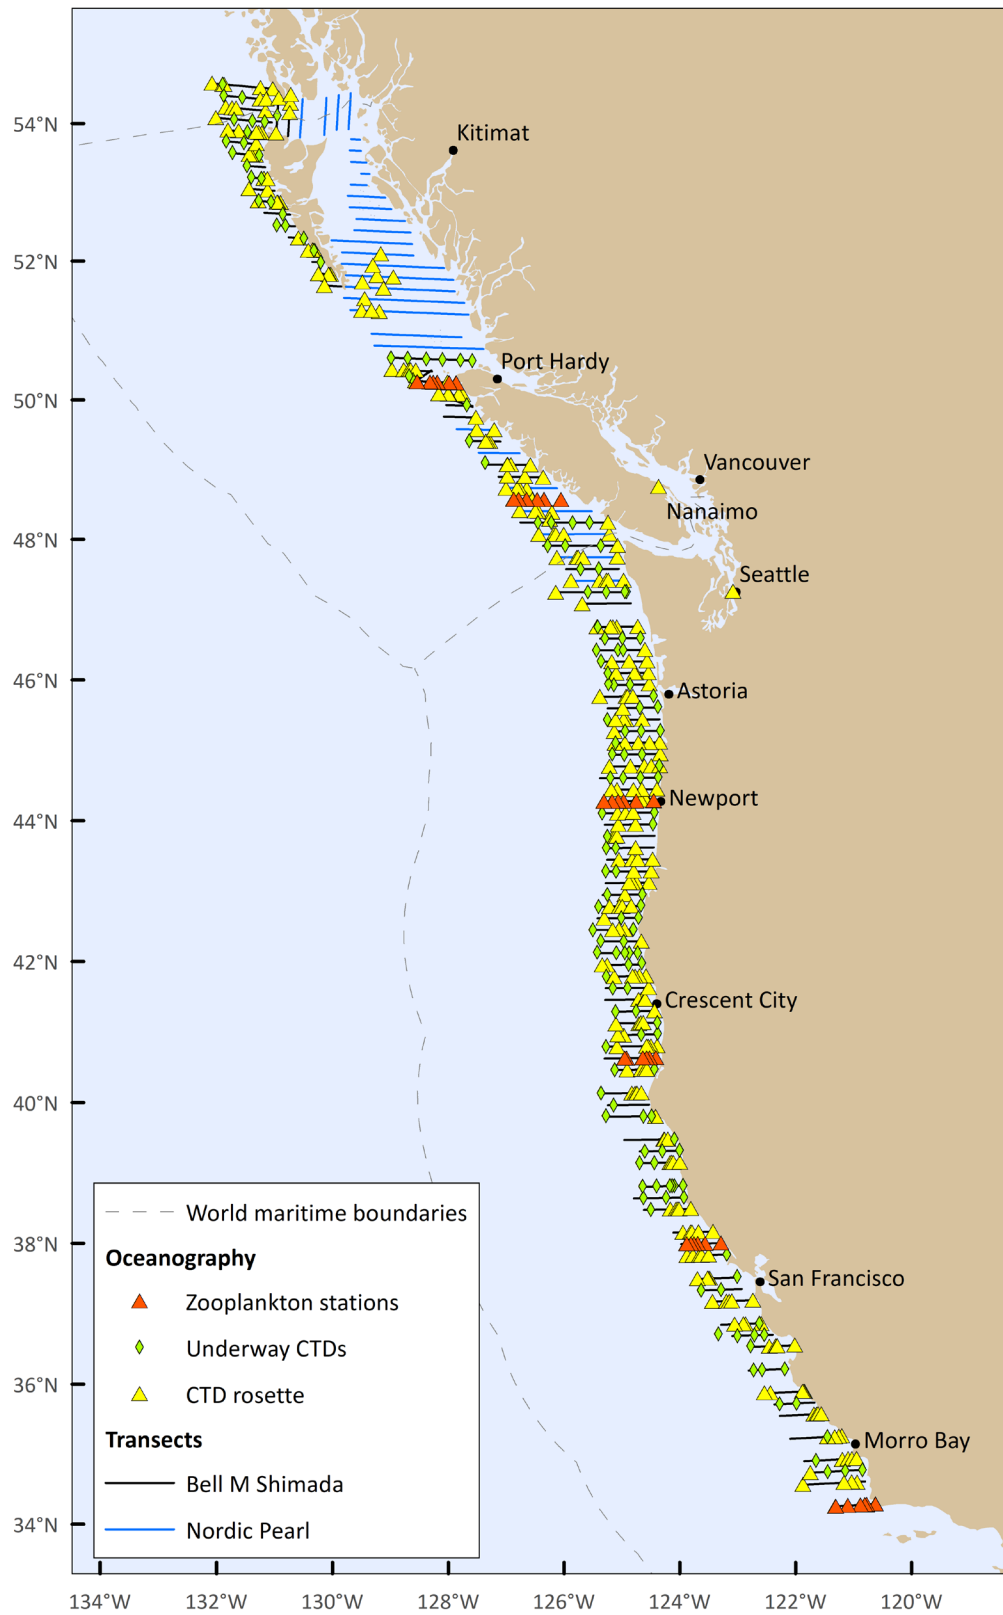 54°N
Kitimat
52°N
Port Hardy
50°N
Vancouver
Nanaimo
48°N
Seattle
46°N
Astoria
Newport
44°N
42°N
Crescent City
40°N
World maritime boundaries
Oceanography
38°N
San Francisco
Zooplankton stations
Underway CTDs
36°N
CTD rosette
Transects
Morro Bay
Bell M Shimada
34°N
Nordic Pearl
134°W 132°W 130°W 128°W 126°W 124°W 122°W 120°W